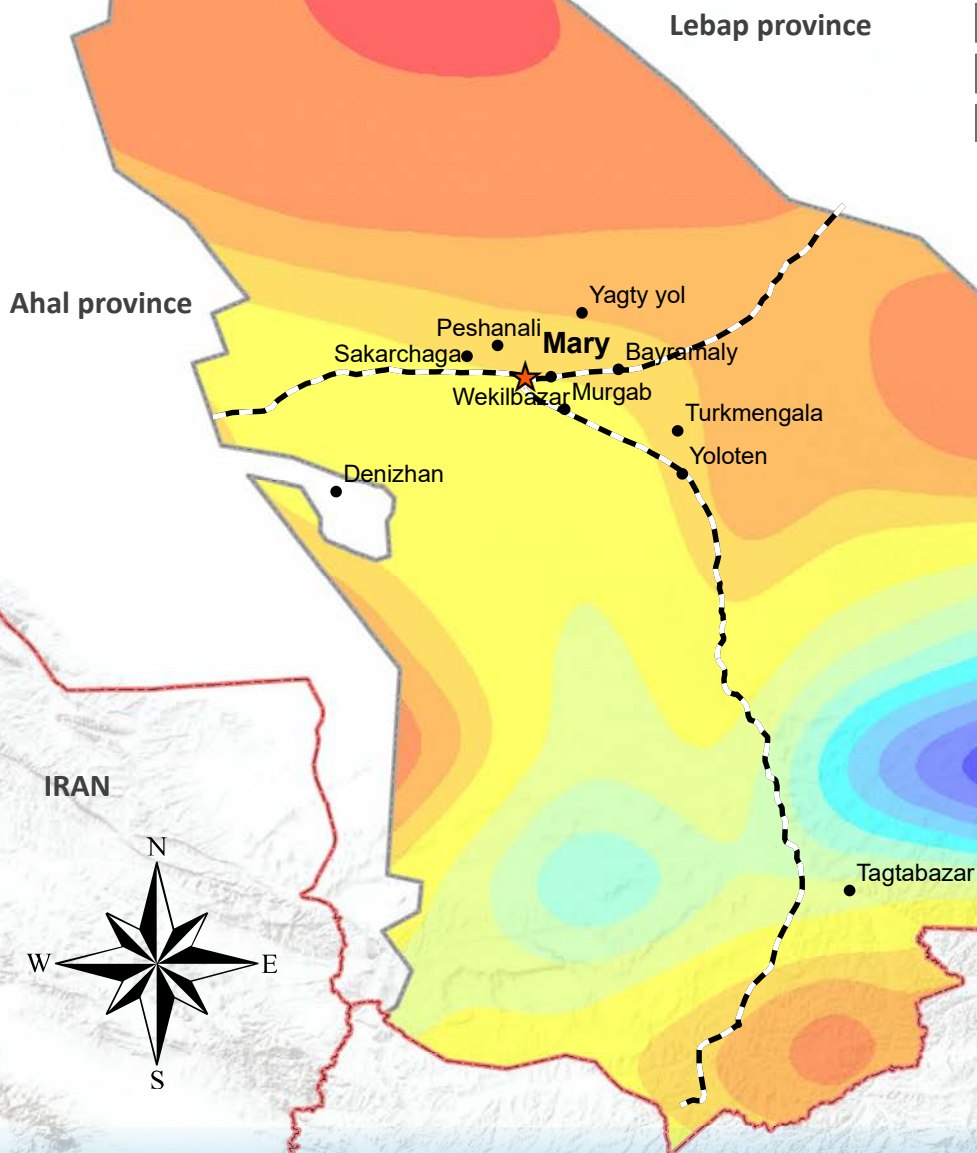 Lebap province
Ahal province
Yagty yol
Peshanali
Mary
Sakarchaga
Bayramaly
Wekilbazar
Murgab
Turkmengala
Yoloten
Denizhan
IRAN
N
Tagtabazar
W
E
S